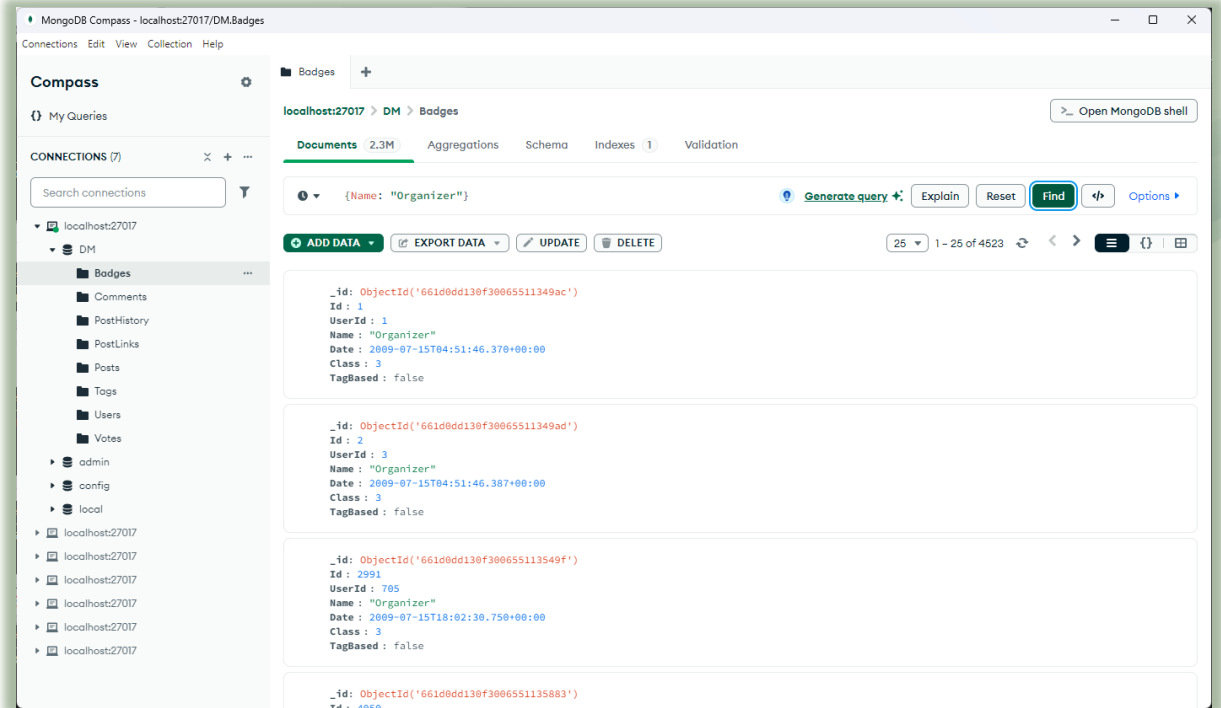 MongoDB Compass - localhost:27017/DM.Badges
Connections Edit View Collection Help
Compass
{} My Queries
CONNECTIONS (7)
Search connections
localhost:27017
DM
Badges
Comments
PostHistory
PostLinks
Posts
Tags
Users
Votes
admin
config
local
localhost:27017
localhost:27017
localhost:27017
localhost:27017
localhost:27017
localhost:27017
Badges
localhost:27017 > DM > Badges
>_ Open MongoDB shell
Documents 2.3M Aggregations Schema Indexes 1 Validation
{Name: "Organizer"}
Generate query Explain Reset Find </> Options
ADD DATA EXPORT DATA UPDATE DELETE
25 1 – 25 of 4523 {}
_id: ObjectId('661d0dd130f30065511349ac')
Id : 1
UserId : 1
Name : "Organizer"
Date : 2009-07-15T04:51:46.370+00:00
Class : 3
TagBased : false
_id: ObjectId('661d0dd130f30065511349ad')
Id : 2
UserId : 3
Name : "Organizer"
Date : 2009-07-15T04:51:46.387+00:00
Class : 3
TagBased : false
_id: ObjectId('661d0dd130f300655113549f')
Id : 2991
UserId : 705
Name : "Organizer"
Date : 2009-07-15T18:02:30.750+00:00
Class : 3
TagBased : false
_id: ObjectId('661d0dd130f3006551135883')